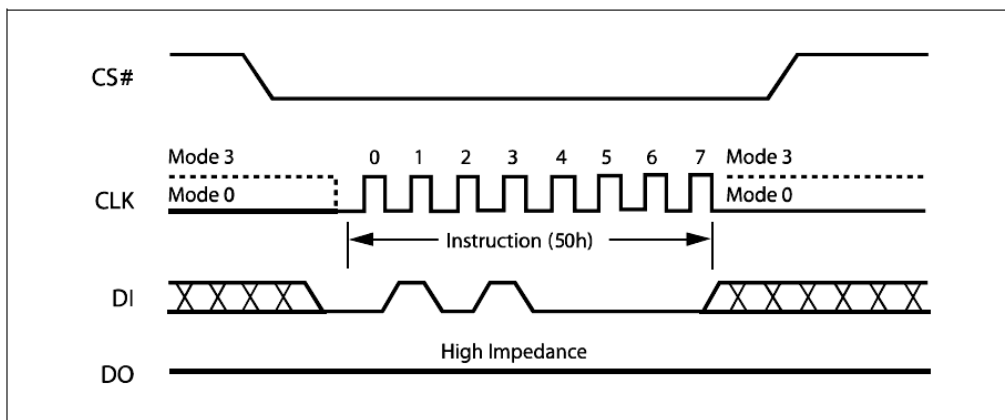 CS#
Mode 3
0 1 2 3 4 5 6 7
Mode 3
CLK
Mode 0
Mode 0
Instruction (50h)
DI
High Impedance
DO